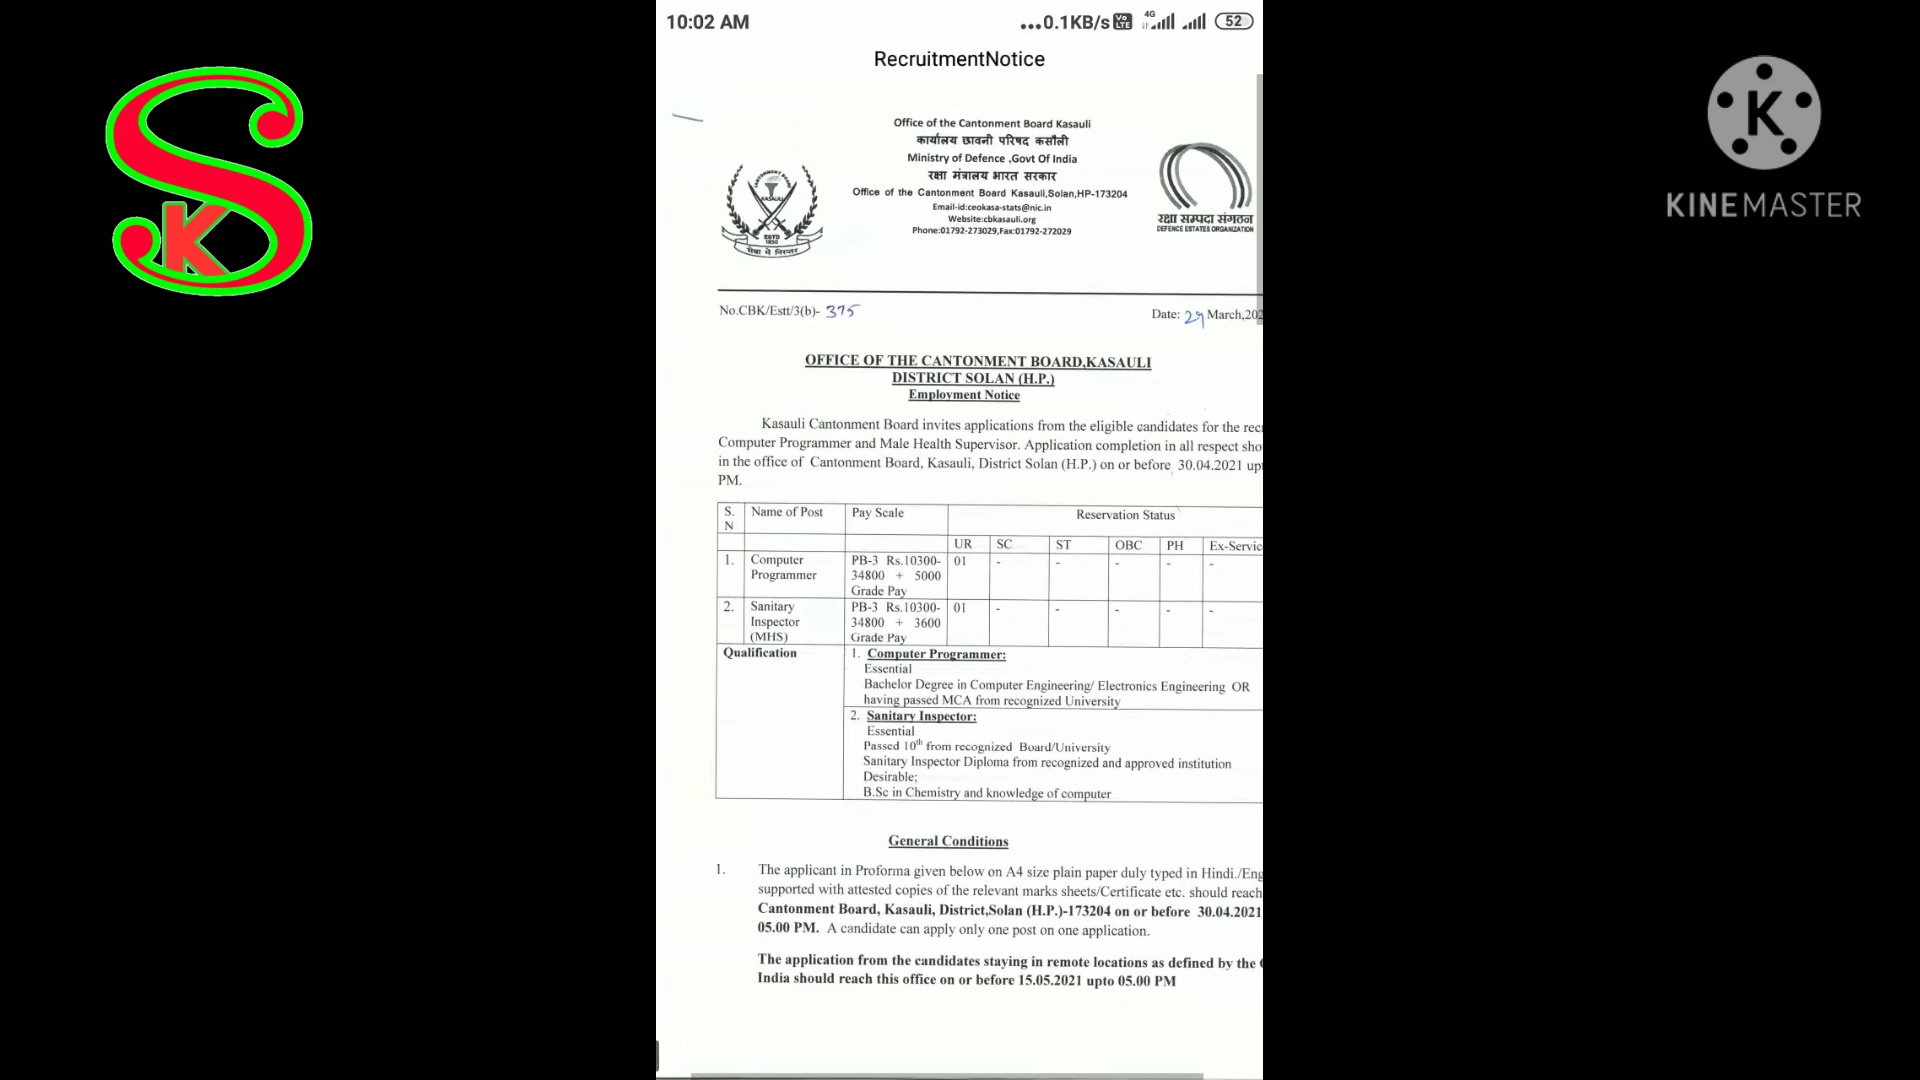 10:02 AM
...0.1KB/s Vo LTE 4G 52
RecruitmentNotice
SK
K
KINEMASTER
Office of the Cantonment Board Kasauli
कार्यालय छावनी परिषद कसौली
Ministry of Defence ,Govt Of India
रक्षा मंत्रालय भारत सरकार
Office of the Cantonment Board Kasauli,Solan,HP-173204
Email-id:ceokasa-stats@nic.in
Website:cbkasauli.org
Phone:01792-273029,Fax:01792-272029
CANTONMENT BOARD
KASAULI
ESTD
1850
सेवा में निरन्तर
रक्षा सम्पदा संगठन
DEFENCE ESTATES ORGANIZATION
No.CBK/Estt/3(b)- 375
Date: 29 March,202
OFFICE OF THE CANTONMENT BOARD,KASAULI
DISTRICT SOLAN (H.P.)
Employment Notice
Kasauli Cantonment Board invites applications from the eligible candidates for the rec
Computer Programmer and Male Health Supervisor. Application completion in all respect sho
in the office of Cantonment Board, Kasauli, District Solan (H.P.) on or before 30.04.2021 up
PM.
S. N Name of Post Pay Scale Reservation Status
UR SC ST OBC PH Ex-Servic
1. Computer Programmer PB-3 Rs.10300-34800 + 5000 Grade Pay 01 - - - - -
2. Sanitary Inspector (MHS) PB-3 Rs.10300-34800 + 3600 Grade Pay 01 - - - - -
Qualification 1. Computer Programmer:
Essential
Bachelor Degree in Computer Engineering/ Electronics Engineering OR
having passed MCA from recognized University
2. Sanitary Inspector:
Essential
Passed 10th from recognized Board/University
Sanitary Inspector Diploma from recognized and approved institution
Desirable;
B.Sc in Chemistry and knowledge of computer
General Conditions
1. The applicant in Proforma given below on A4 size plain paper duly typed in Hindi./Eng
supported with attested copies of the relevant marks sheets/Certificate etc. should reach
Cantonment Board, Kasauli, District,Solan (H.P.)-173204 on or before 30.04.2021
05.00 PM. A candidate can apply only one post on one application.
The application from the candidates staying in remote locations as defined by the
India should reach this office on or before 15.05.2021 upto 05.00 PM